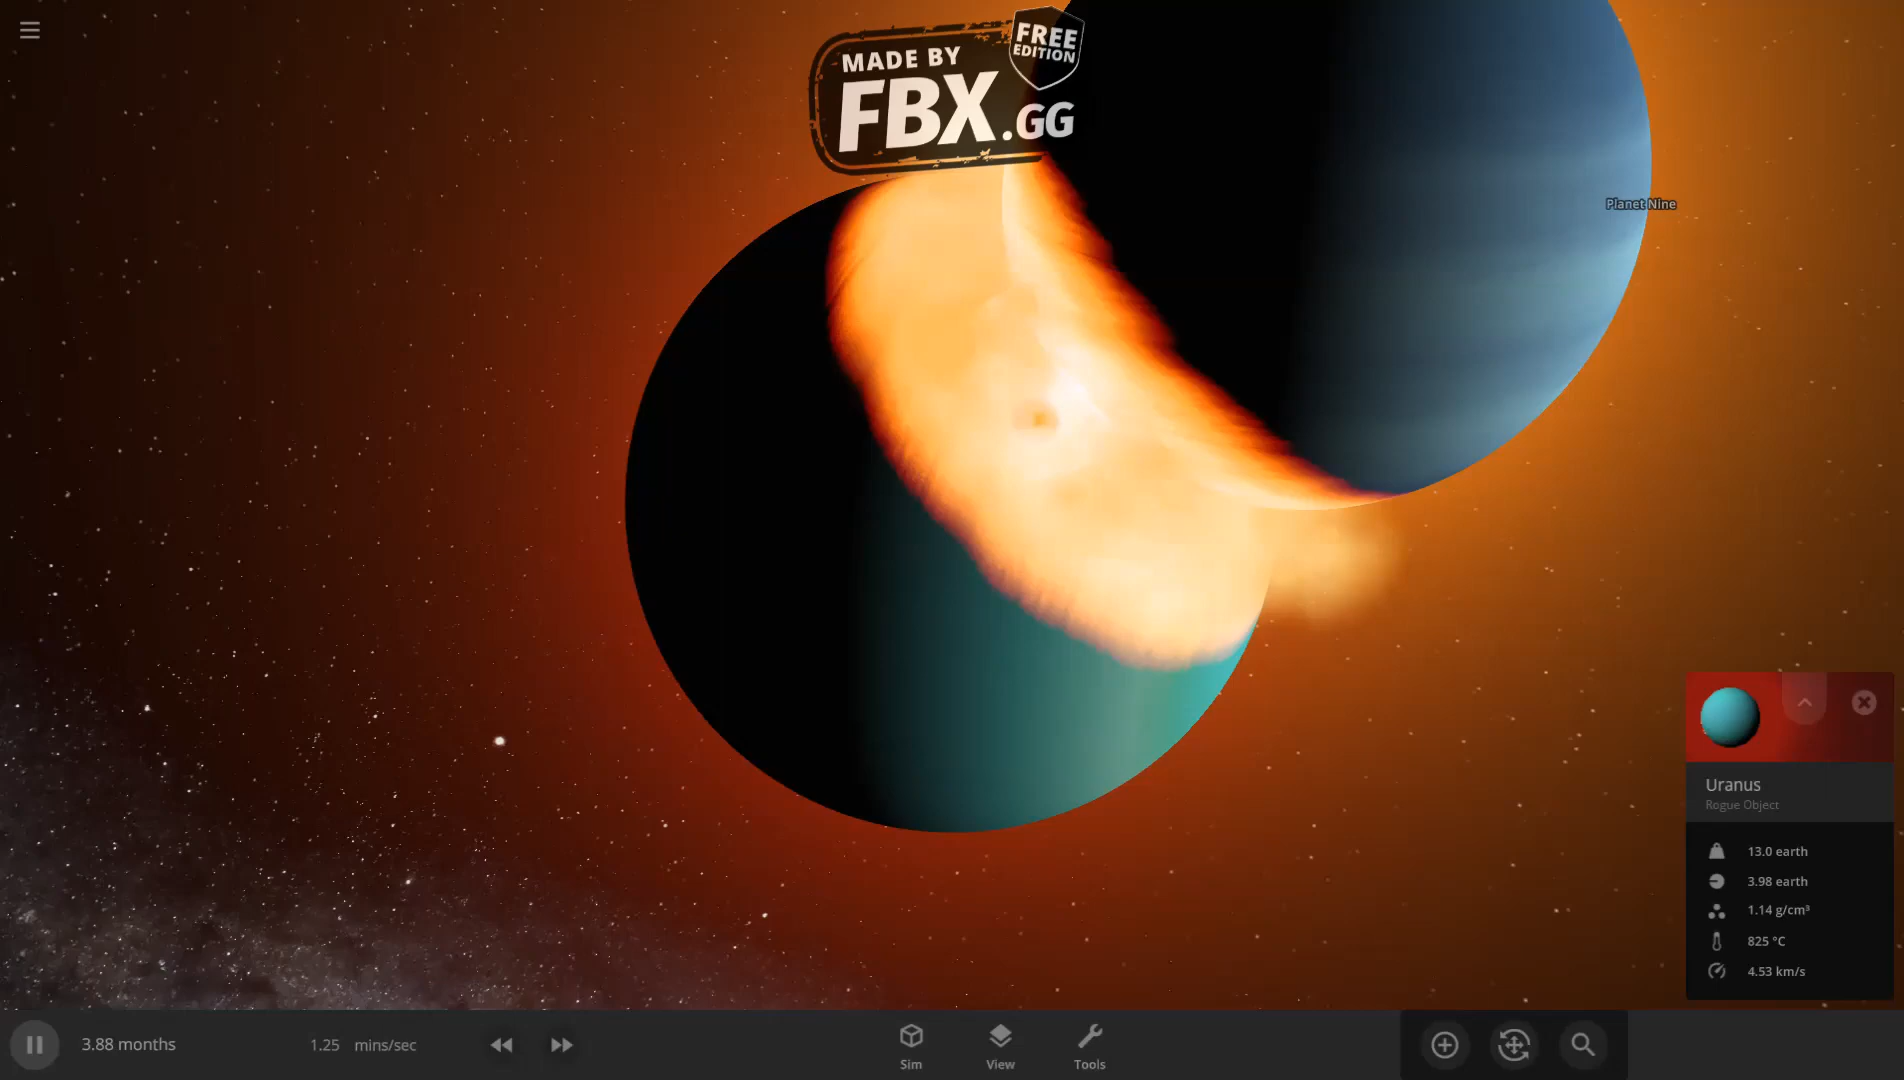 MADE BY
FREE
EDITION
FBX.GG
Planet Nine
Uranus
Rogue Object
13.0 earth
3.98 earth
1.14 g/cm³
825 °C
4.53 km/s
3.88 months
1.25 mins/sec
Sim
View
Tools